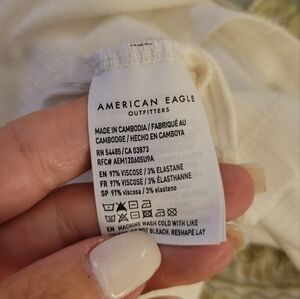 AMERICAN EAGLE
OUTFITTERS
MADE IN CAMBODIA / FABRIQUÉ AU
CAMBODGE / HECHO EN CAMBOYA
RN 54485 / CA 03873
RFC# AEM120605U9A
EN 97% VISCOSE / 3% ELASTANE
FR 97% VISCOSE / 3% ÉLASTHANNE
SP 97% viscosa / 3% elastano
EN MACHINE WASH COLD WITH LIKE
NOT BLEACH. RESHAPE LAY